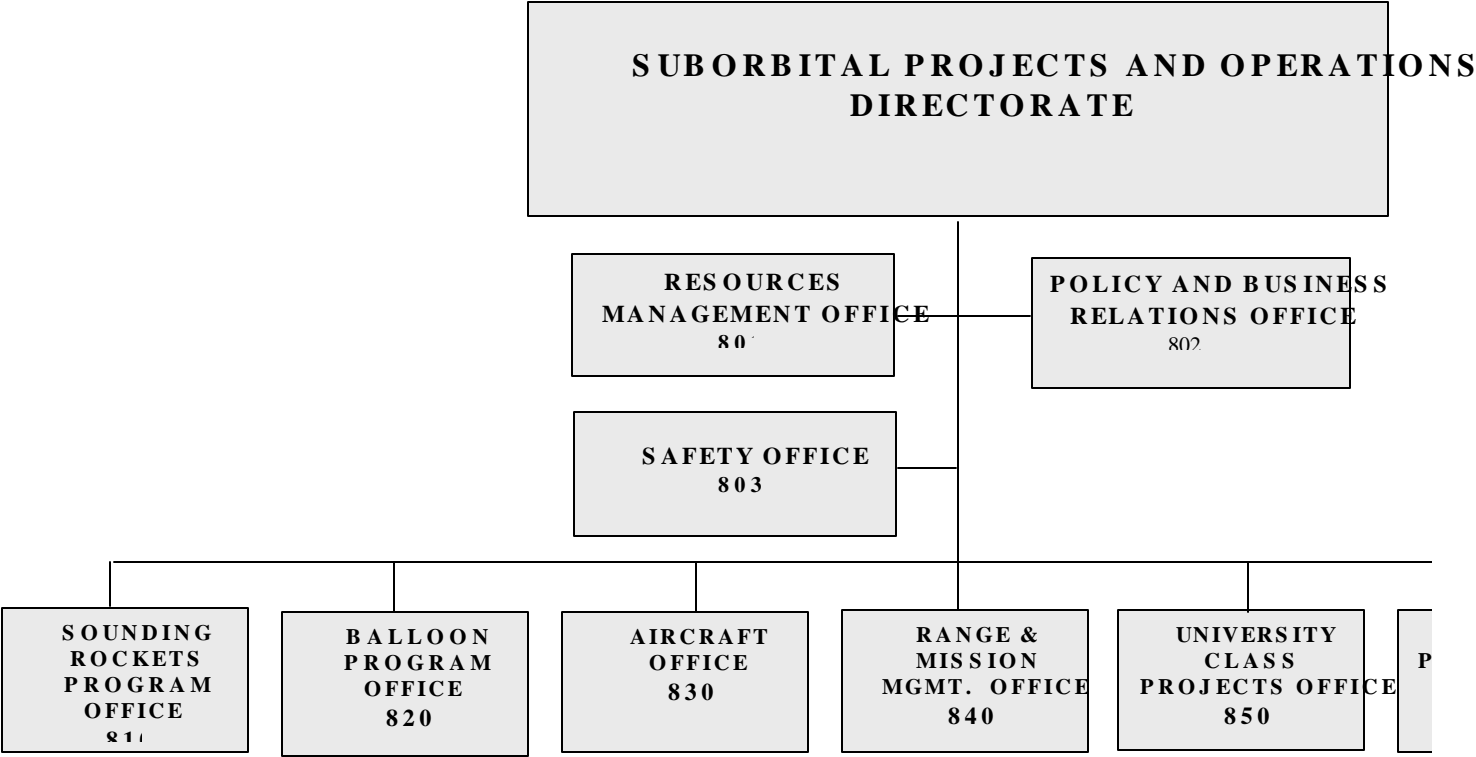 SUBORBITAL PROJECTS AND OPERATIONS
DIRECTORATE
RESOURCES
MANAGEMENT OFFICE
POLICY AND BUSINESS
RELATIONS OFFICE
802
SAFETY OFFICE
803
SOUNDING
ROCKETS
PROGRAM
OFFICE
BALLOON
PROGRAM
OFFICE
820
AIRCRAFT
OFFICE
830
RANGE &
MISSION
MGMT. OFFICE
840
UNIVERSITY
CLASS
PROJECTS OFFICE
850